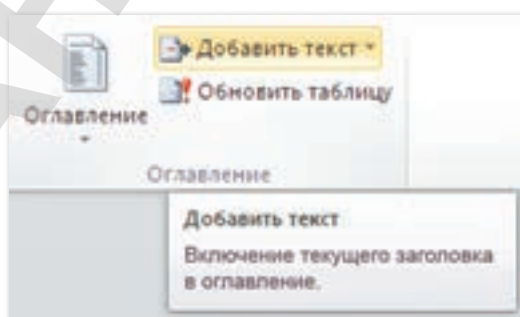 Добавить текст
Обновить таблицу
Оглавление
Оглавление
Добавить текст
Включение текущего заголовка
в оглавление.